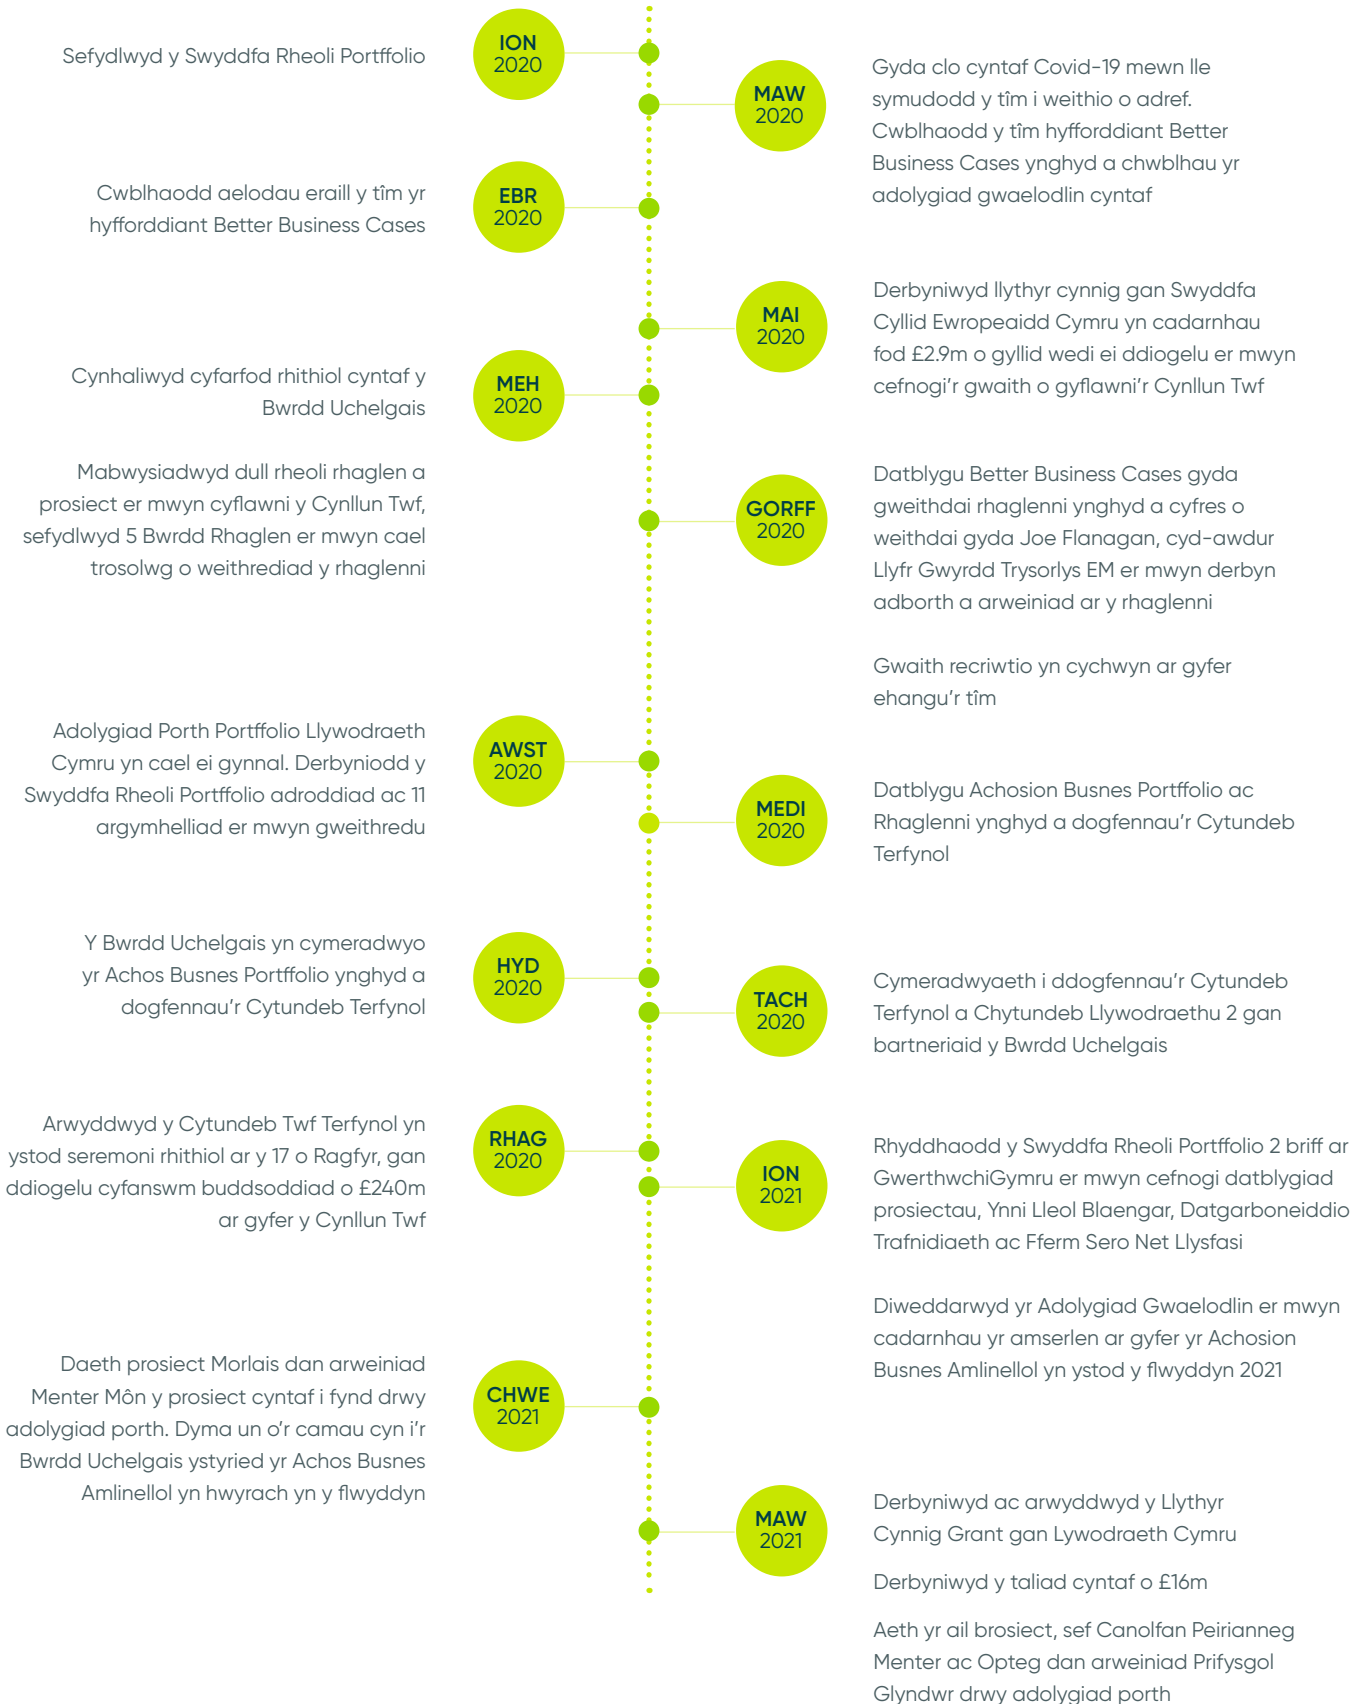 Sefydlwyd y Swyddfa Rheoli Portffolio
ION
2020
MAW
2020
Gyda clo cyntaf Covid-19 mewn lle
symudodd y tîm i weithio o adref.
Cwblhaodd y tîm hyfforddiant Better
Business Cases ynghyd a chwblhau yr
adolygiad gwaelodlin cyntaf
Cwblhaodd aelodau eraill y tîm yr
hyfforddiant Better Business Cases
EBR
2020
MAI
2020
Derbyniwyd llythyr cynnig gan Swyddfa
Cyllid Ewropeaidd Cymru yn cadarnhau
fod £2.9m o gyllid wedi ei ddiogelu er mwyn
cefnogi'r gwaith o gyflawni'r Cynllun Twf
Cynhaliwyd cyfarfod rhithiol cyntaf y
Bwrdd Uchelgais
MEH
2020
Mabwysiadwyd dull rheoli rhaglen a
prosiect er mwyn cyflawni y Cynllun Twf,
sefydlwyd 5 Bwrdd Rhaglen er mwyn cael
trosolwg o weithrediad y rhaglenni
GORFF
2020
Datblygu Better Business Cases gyda
gweithdai rhaglenni ynghyd a cyfres o
weithdai gyda Joe Flanagan, cyd-awdur
Llyfr Gwyrdd Trysorlys EM er mwyn derbyn
adborth a arweiniad ar y rhaglenni
Gwaith recriwtio yn cychwyn ar gyfer
ehangu'r tîm
Adolygiad Porth Portffolio Llywodraeth
Cymru yn cael ei gynnal. Derbyniodd y
Swyddfa Rheoli Portffolio adroddiad ac 11
argymhelliad er mwyn gweithredu
AWST
2020
MEDI
2020
Datblygu Achosion Busnes Portffolio ac
Rhaglenni ynghyd a dogfennau'r Cytundeb
Terfynol
Y Bwrdd Uchelgais yn cymeradwyo
yr Achos Busnes Portffolio ynghyd a
dogfennau'r Cytundeb Terfynol
HYD
2020
TACH
2020
Cymeradwyaeth i ddogfennau'r Cytundeb
Terfynol a Chytundeb Llywodraethu 2 gan
bartneriaid y Bwrdd Uchelgais
Arwyddwyd y Cytundeb Twf Terfynol yn
ystod seremoni rhithiol ar y 17 o Ragfyr, gan
ddiogelu cyfanswm buddsoddiad o £240m
ar gyfer y Cynllun Twf
RHAG
2020
ION
2021
Rhyddhaodd y Swyddfa Rheoli Portffolio 2 briff ar
GwerthwchiGymru er mwyn cefnogi datblygiad
prosiectau, Ynni Lleol Blaengar, Datgarboneiddio
Trafnidiaeth ac Fferm Sero Net Llysfasi
Diweddarwyd yr Adolygiad Gwaelodlin er mwyn
cadarnhau yr amserlen ar gyfer yr Achosion
Busnes Amlinellol yn ystod y flwyddyn 2021
Daeth prosiect Morlais dan arweiniad
Menter Môn y prosiect cyntaf i fynd drwy
adolygiad porth. Dyma un o'r camau cyn i'r
Bwrdd Uchelgais ystyried yr Achos Busnes
Amlinellol yn hwyrach yn y flwyddyn
CHWE
2021
MAW
2021
Derbyniwyd ac arwyddwyd y Llythyr
Cynnig Grant gan Lywodraeth Cymru
Derbyniwyd y taliad cyntaf o £16m
Aeth yr ail brosiect, sef Canolfan Peirianneg
Menter ac Opteg dan arweiniad Prifysgol
Glyndwr drwy adolygiad porth